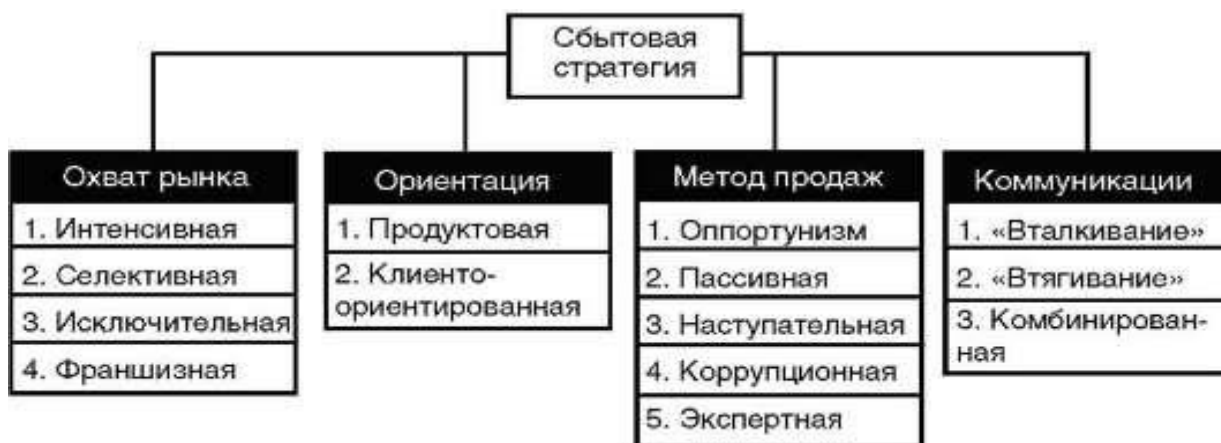 Сбытовая
стратегия
Охват рынка
1. Интенсивная
2. Селективная
3. Исключительная
4. Франшизная
Ориентация
1. Продуктовая
2. Клиенто-
ориентированная
Метод продаж
1. Оппортунизм
2. Пассивная
3. Наступательная
4. Коррупционная
5. Экспертная
Коммуникации
1. «Вталкивание»
2. «Втягивание»
3. Комбинирован-
ная